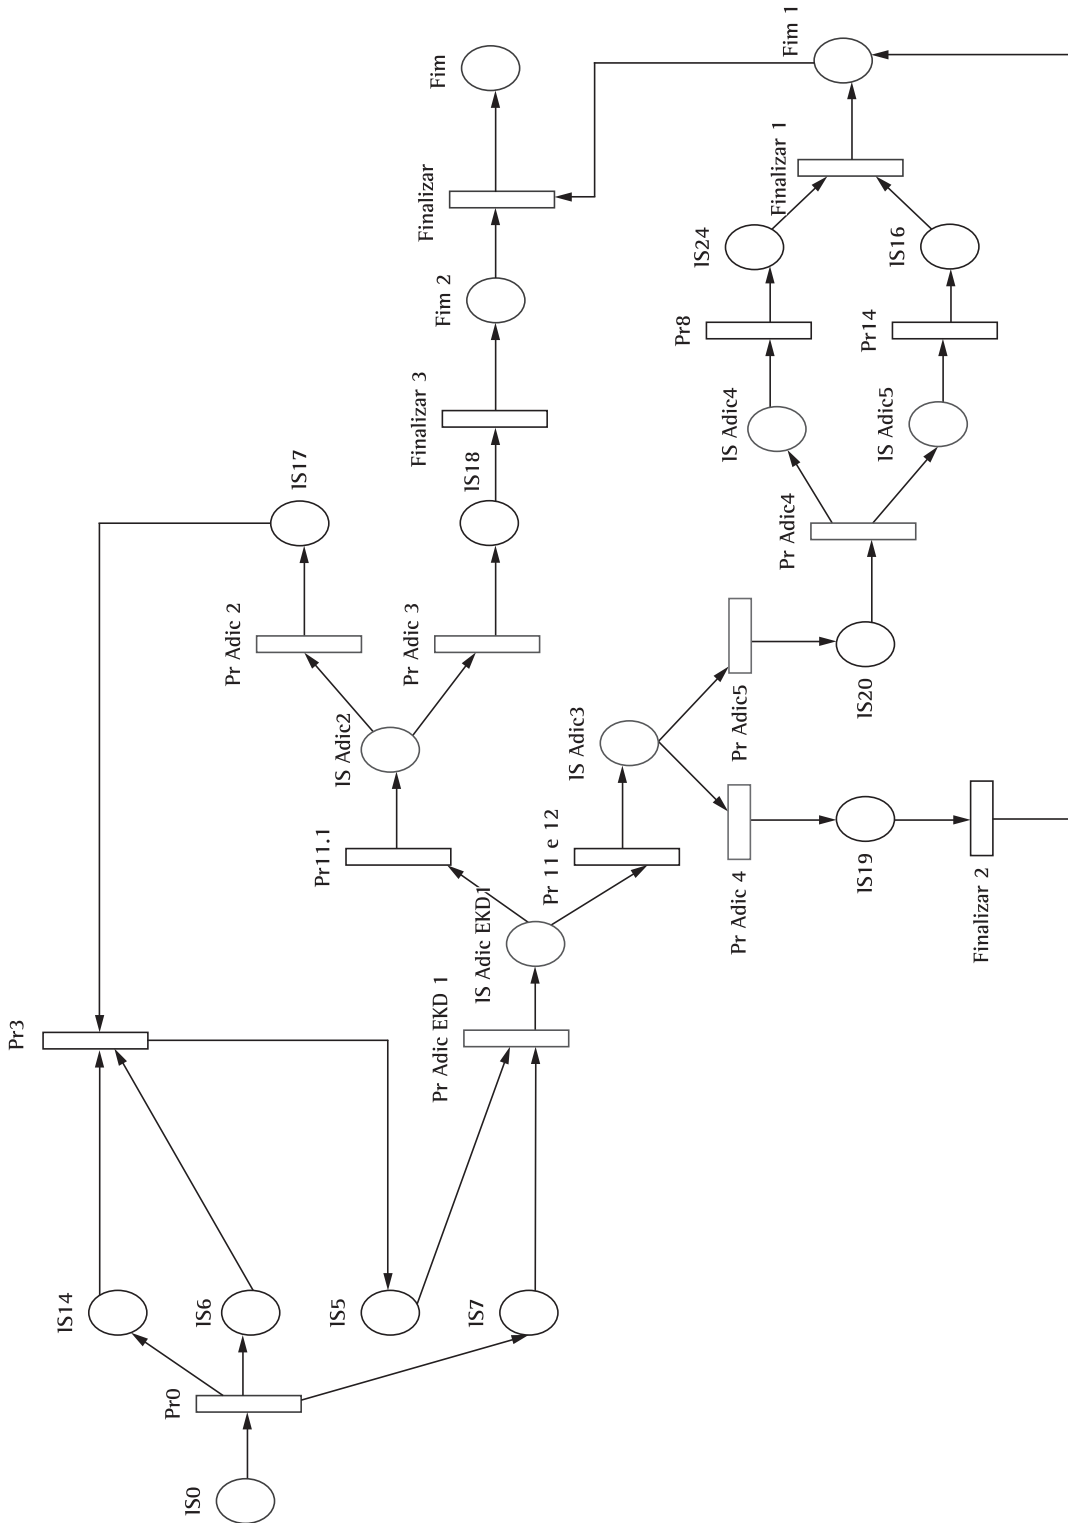 Fim 1
Fim
Finalizar 1
Finalizar
IS24
IS16
Fim 2
Pr8
Pr14
Finalizar 3
IS Adic4
IS Adic5
IS17
IS18
Pr Adic4
Pr Adic 2
Pr Adic 3
IS Adic2
IS Adic3
Pr Adic5
IS20
Pr11.1
Pr 11 e 12
Pr Adic 4
IS19
Finalizar 2
IS Adic EKD1
Pr3
Pr Adic EKD 1
IS14
IS6
IS5
IS7
Pr0
IS0